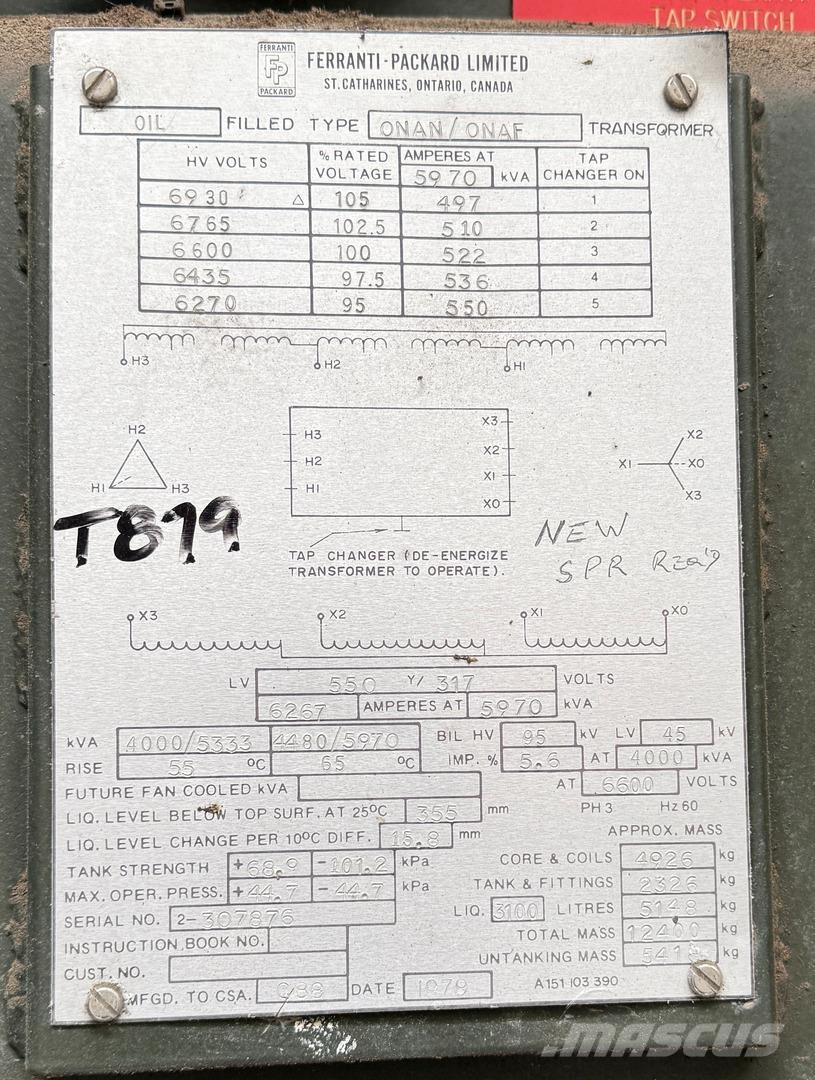 TAP SWITCH
FERRANTI
FP
PACKARD
FERRANTI-PACKARD LIMITED
ST. CATHARINES, ONTARIO, CANADA
OIL FILLED TYPE ONAN/ONAF TRANSFORMER
HV VOLTS % RATED VOLTAGE AMPERES AT 5970 kVA TAP CHANGER ON
6930 △ 105 497 1
6765 102.5 510 2
6600 100 522 3
6435 97.5 536 4
6270 95 550 5
H3 H2 H1
H2
H1 H3
H3 X3
H2 X2
H1 X1
X0
X2
X1 X0
X3
T879
TAP CHANGER (DE-ENERGIZE
TRANSFORMER TO OPERATE).
NEW
SPR REQ'D
X3 X2 X1 X0
LV 550 Y/ 317 VOLTS
6267 AMPERES AT 5970 kVA
kVA 4000/5333 4480/5970 BIL HV 95 kV LV 45 kV
RISE 55 ºC 65 ºC IMP. % 5.6 AT 4000 kVA
FUTURE FAN COOLED kVA AT 6600 VOLTS
LIQ. LEVEL BELOW TOP SURF. AT 25ºC 355 mm PH 3 Hz 60
LIQ. LEVEL CHANGE PER 10ºC DIFF. 15.8 mm APPROX. MASS
TANK STRENGTH +68.9 -101.2 kPa CORE & COILS 4926 kg
MAX. OPER. PRESS. +44.7 -44.7 kPa TANK & FITTINGS 2326 kg
SERIAL NO. 2-307876 LIQ. 3100 LITRES 5148 kg
INSTRUCTION BOOK NO. TOTAL MASS 12400 kg
CUST. NO. UNTANKING MASS kg
MFGD. TO CSA. C/88 DATE 1078 A151 103 390
MASCUS